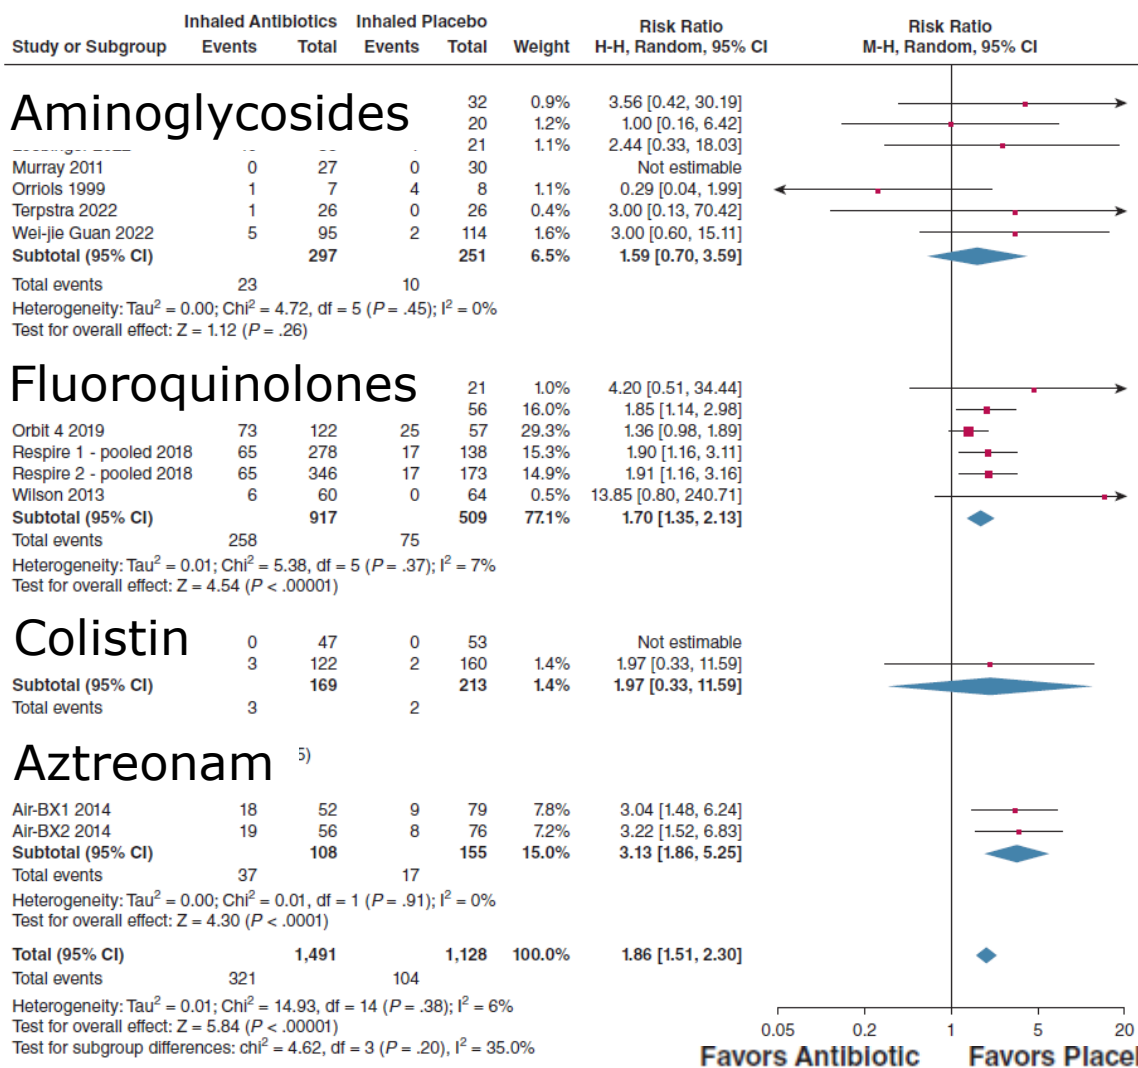 Inhaled Antibiotics Inhaled Placebo Risk Ratio Risk Ratio
Study or Subgroup Events Total Events Total Weight H-H, Random, 95% CI M-H, Random, 95% CI
Aminoglycosides
32 0.9% 3.56 [0.42, 30.19]
20 1.2% 1.00 [0.16, 6.42]
21 1.1% 2.44 [0.33, 18.03]
Murray 2011 0 27 0 30 Not estimable
Orriols 1999 1 7 4 8 1.1% 0.29 [0.04, 1.99]
Terpstra 2022 1 26 0 26 0.4% 3.00 [0.13, 70.42]
Wei-jie Guan 2022 5 95 2 114 1.6% 3.00 [0.60, 15.11]
Subtotal (95% CI) 297 251 6.5% 1.59 [0.70, 3.59]
Total events 23 10
Heterogeneity: Tau² = 0.00; Chi² = 4.72, df = 5 (P = .45); I² = 0%
Test for overall effect: Z = 1.12 (P = .26)
Fluoroquinolones
21 1.0% 4.20 [0.51, 34.44]
56 16.0% 1.85 [1.14, 2.98]
Orbit 4 2019 73 122 25 57 29.3% 1.36 [0.98, 1.89]
Respire 1 - pooled 2018 65 278 17 138 15.3% 1.90 [1.16, 3.11]
Respire 2 - pooled 2018 65 346 17 173 14.9% 1.91 [1.16, 3.16]
Wilson 2013 6 60 0 64 0.5% 13.85 [0.80, 240.71]
Subtotal (95% CI) 917 509 77.1% 1.70 [1.35, 2.13]
Total events 258 75
Heterogeneity: Tau² = 0.01; Chi² = 5.38, df = 5 (P = .37); I² = 7%
Test for overall effect: Z = 4.54 (P < .00001)
Colistin
0 47 0 53 Not estimable
3 122 2 160 1.4% 1.97 [0.33, 11.59]
Subtotal (95% CI) 169 213 1.4% 1.97 [0.33, 11.59]
Total events 3 2
Aztreonam 5)
Air-BX1 2014 18 52 9 79 7.8% 3.04 [1.48, 6.24]
Air-BX2 2014 19 56 8 76 7.2% 3.22 [1.52, 6.83]
Subtotal (95% CI) 108 155 15.0% 3.13 [1.86, 5.25]
Total events 37 17
Heterogeneity: Tau² = 0.00; Chi² = 0.01, df = 1 (P = .91); I² = 0%
Test for overall effect: Z = 4.30 (P < .0001)
Total (95% CI) 1,491 1,128 100.0% 1.86 [1.51, 2.30]
Total events 321 104
Heterogeneity: Tau² = 0.01; Chi² = 14.93, df = 14 (P = .38); I² = 6%
Test for overall effect: Z = 5.84 (P < .00001)
Test for subgroup differences: chi² = 4.62, df = 3 (P = .20), I² = 35.0%
0.05 0.2 1 5 20
Favors Antibiotic Favors Placel